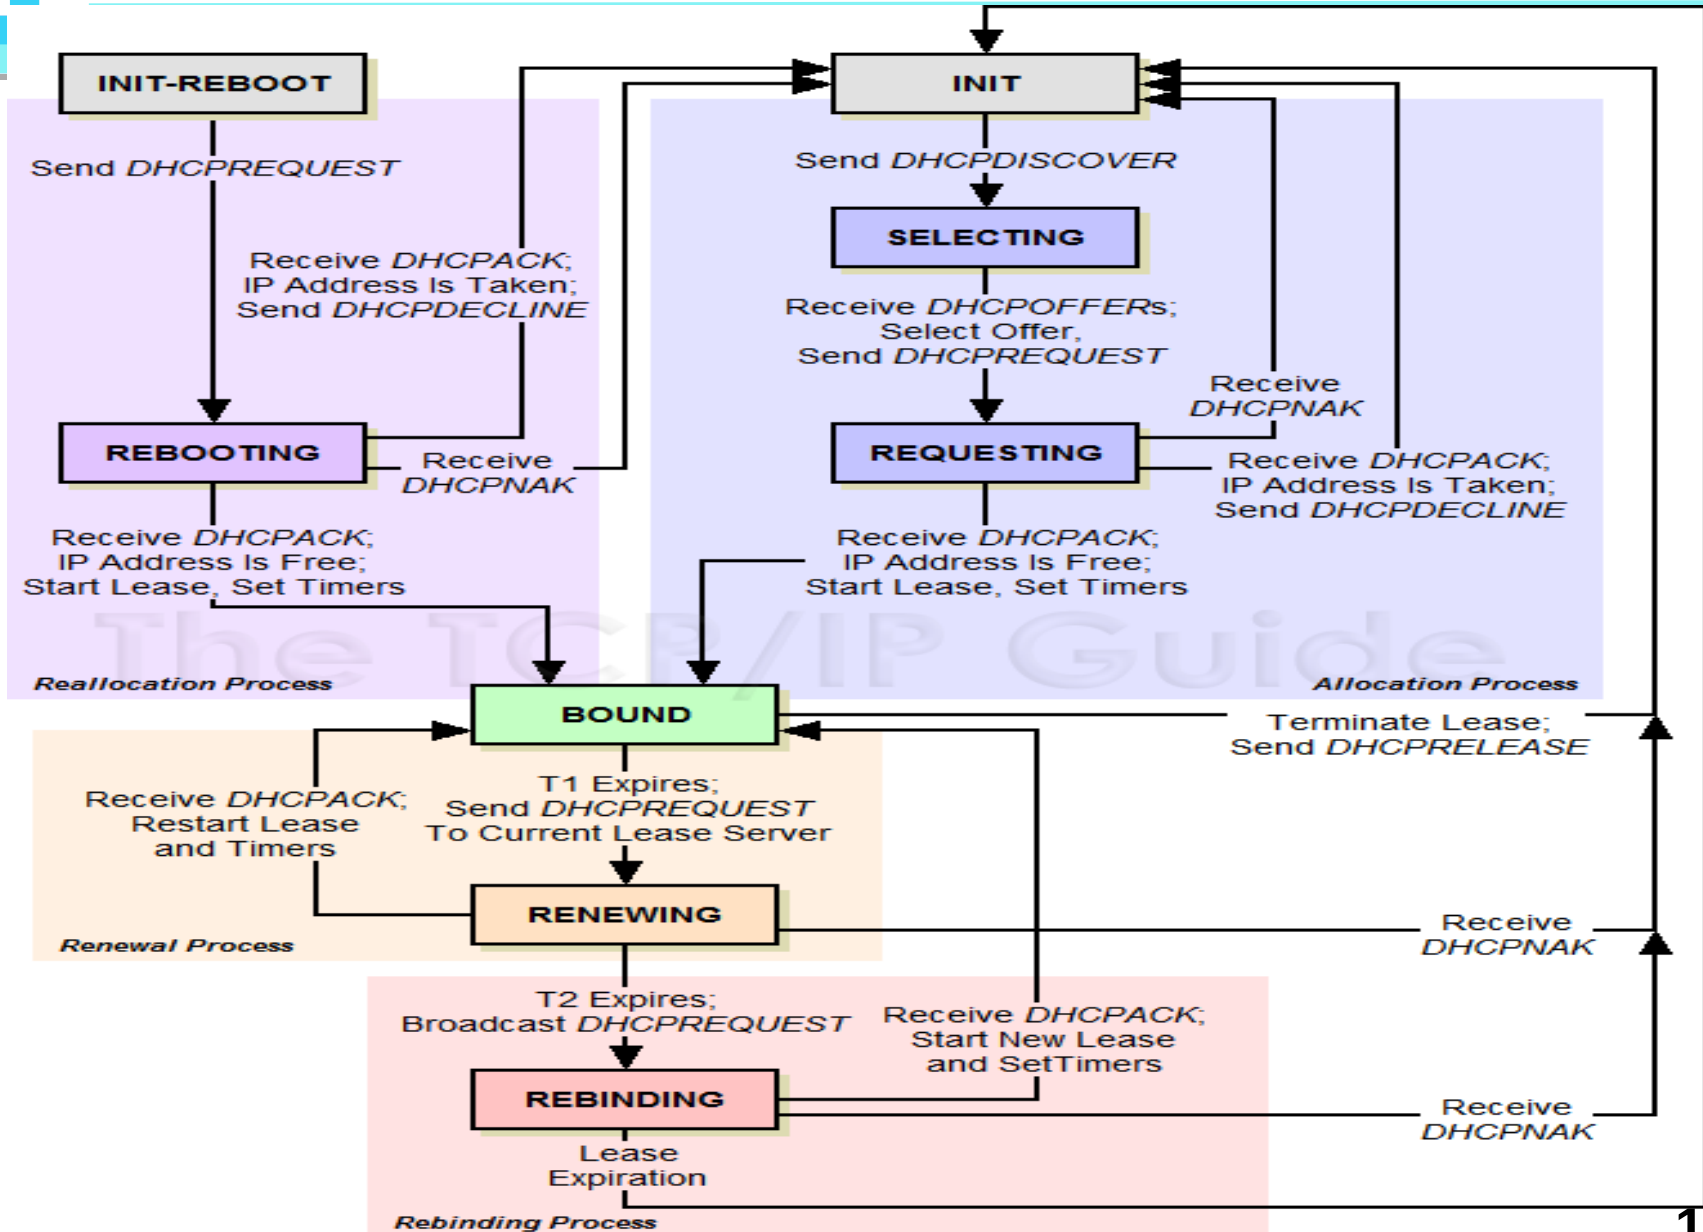 INIT-REBOOT
INIT
Send DHCPREQUEST
Send DHCPDISCOVER
SELECTING
Receive DHCPACK;
IP Address Is Taken;
Send DHCPDECLINE
Receive DHCPOFFERs;
Select Offer,
Send DHCPREQUEST
Receive
DHCPNAK
REBOOTING
Receive
DHCPNAK
REQUESTING
Receive DHCPACK;
IP Address Is Taken;
Send DHCPDECLINE
Receive DHCPACK;
IP Address Is Free;
Start Lease, Set Timers
Receive DHCPACK;
IP Address Is Free;
Start Lease, Set Timers
The TCP/IP Guide
Reallocation Process
Allocation Process
BOUND
Terminate Lease;
Send DHCPRELEASE
Receive DHCPACK;
Restart Lease
and Timers
T1 Expires;
Send DHCPREQUEST
To Current Lease Server
RENEWING
Receive
DHCPNAK
Renewal Process
T2 Expires;
Broadcast DHCPREQUEST
Receive DHCPACK;
Start New Lease
and SetTimers
REBINDING
Receive
DHCPNAK
Lease
Expiration
Rebinding Process
1